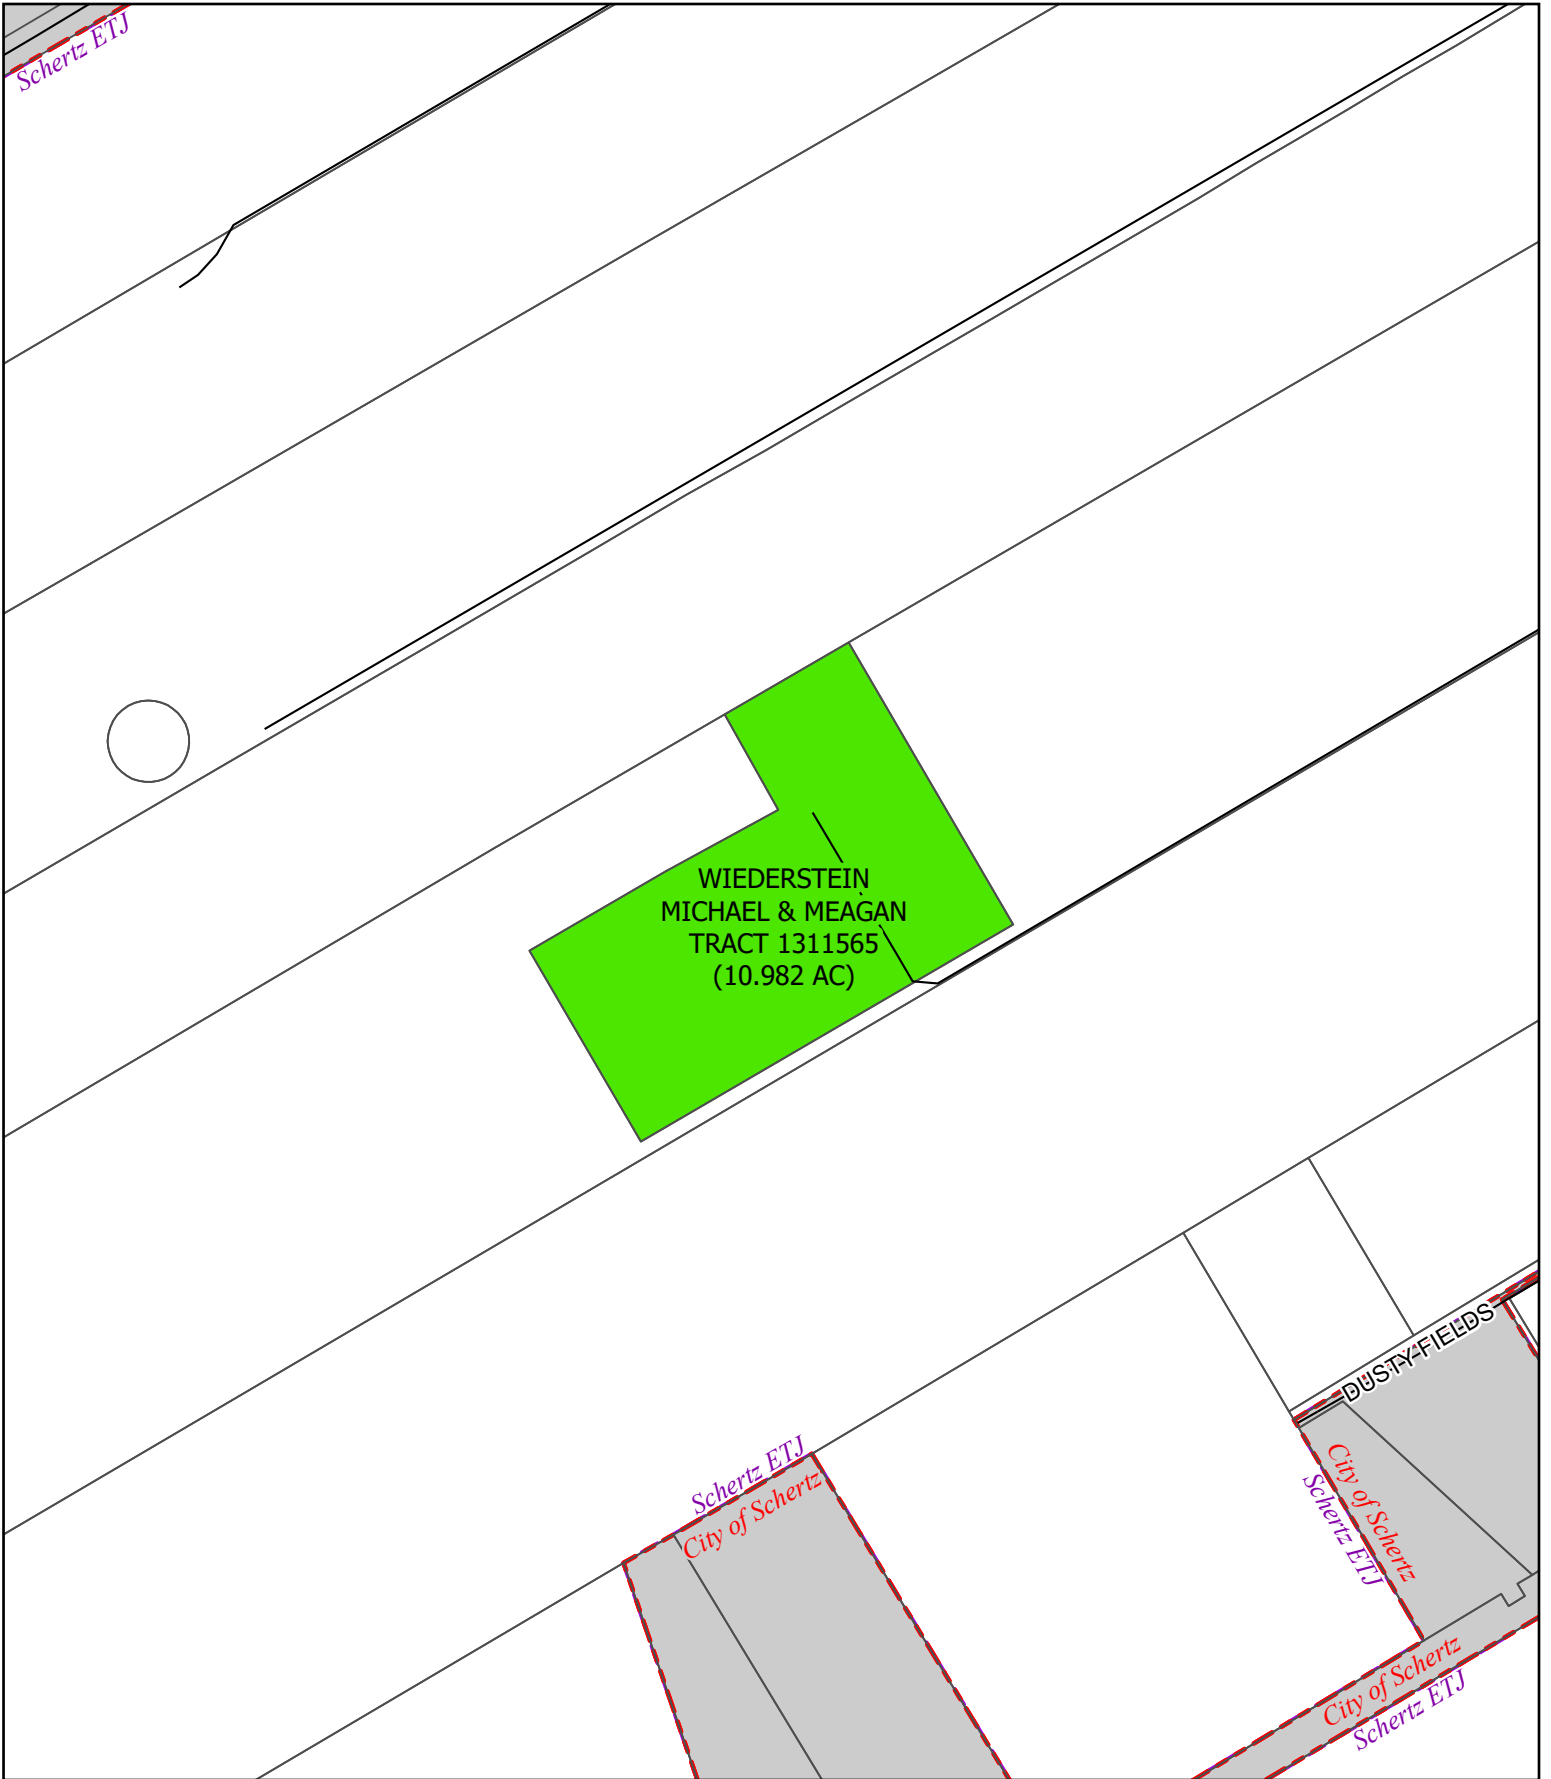 Schertz ETJ
WIEDERSTEIN
MICHAEL & MEAGAN
TRACT 1311565
(10.982 AC)
DUSTY FIELDS
Schertz ETJ
City of Schertz
City of Schertz
Schertz ETJ
City of Schertz
Schertz ETJ